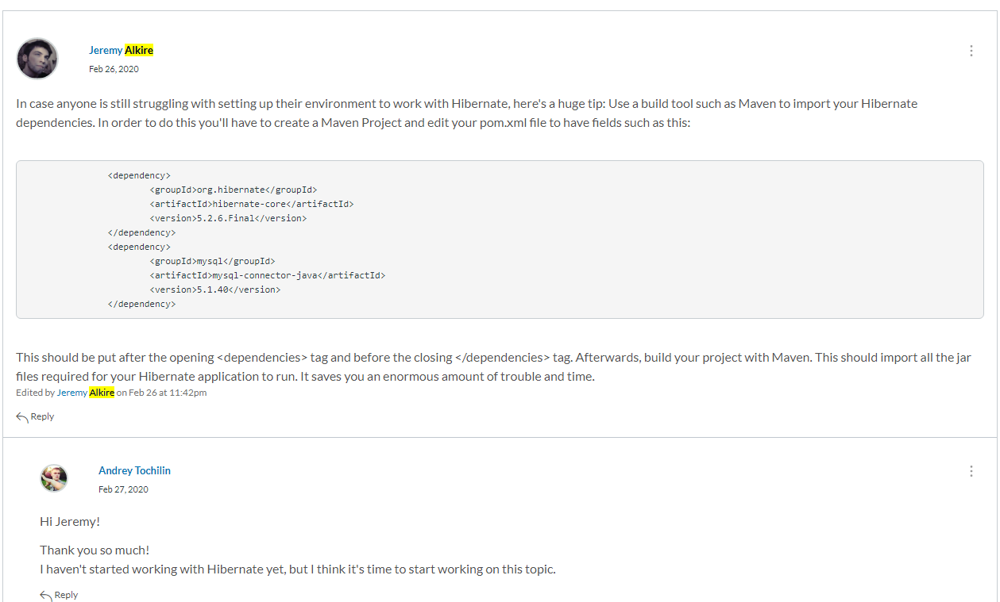 Jeremy Alkire
Feb 26, 2020
In case anyone is still struggling with setting up their environment to work with Hibernate, here's a huge tip: Use a build tool such as Maven to import your Hibernate
dependencies. In order to do this you'll have to create a Maven Project and edit your pom.xml file to have fields such as this:
<dependency>
<groupId>org.hibernate</groupId>
<artifactId>hibernate-core</artifactId>
<version>5.2.6.Final</version>
</dependency>
<dependency>
<groupId>mysql</groupId>
<artifactId>mysql-connector-java</artifactId>
<version>5.1.40</version>
</dependency>
This should be put after the opening <dependencies> tag and before the closing </dependencies> tag. Afterwards, build your project with Maven. This should import all the jar
files required for your Hibernate application to run. It saves you an enormous amount of trouble and time.
Edited by Jeremy Alkire on Feb 26 at 11:42pm
Reply
Andrey Tochilin
Feb 27, 2020
Hi Jeremy!
Thank you so much!
I haven't started working with Hibernate yet, but I think it's time to start working on this topic.
Reply